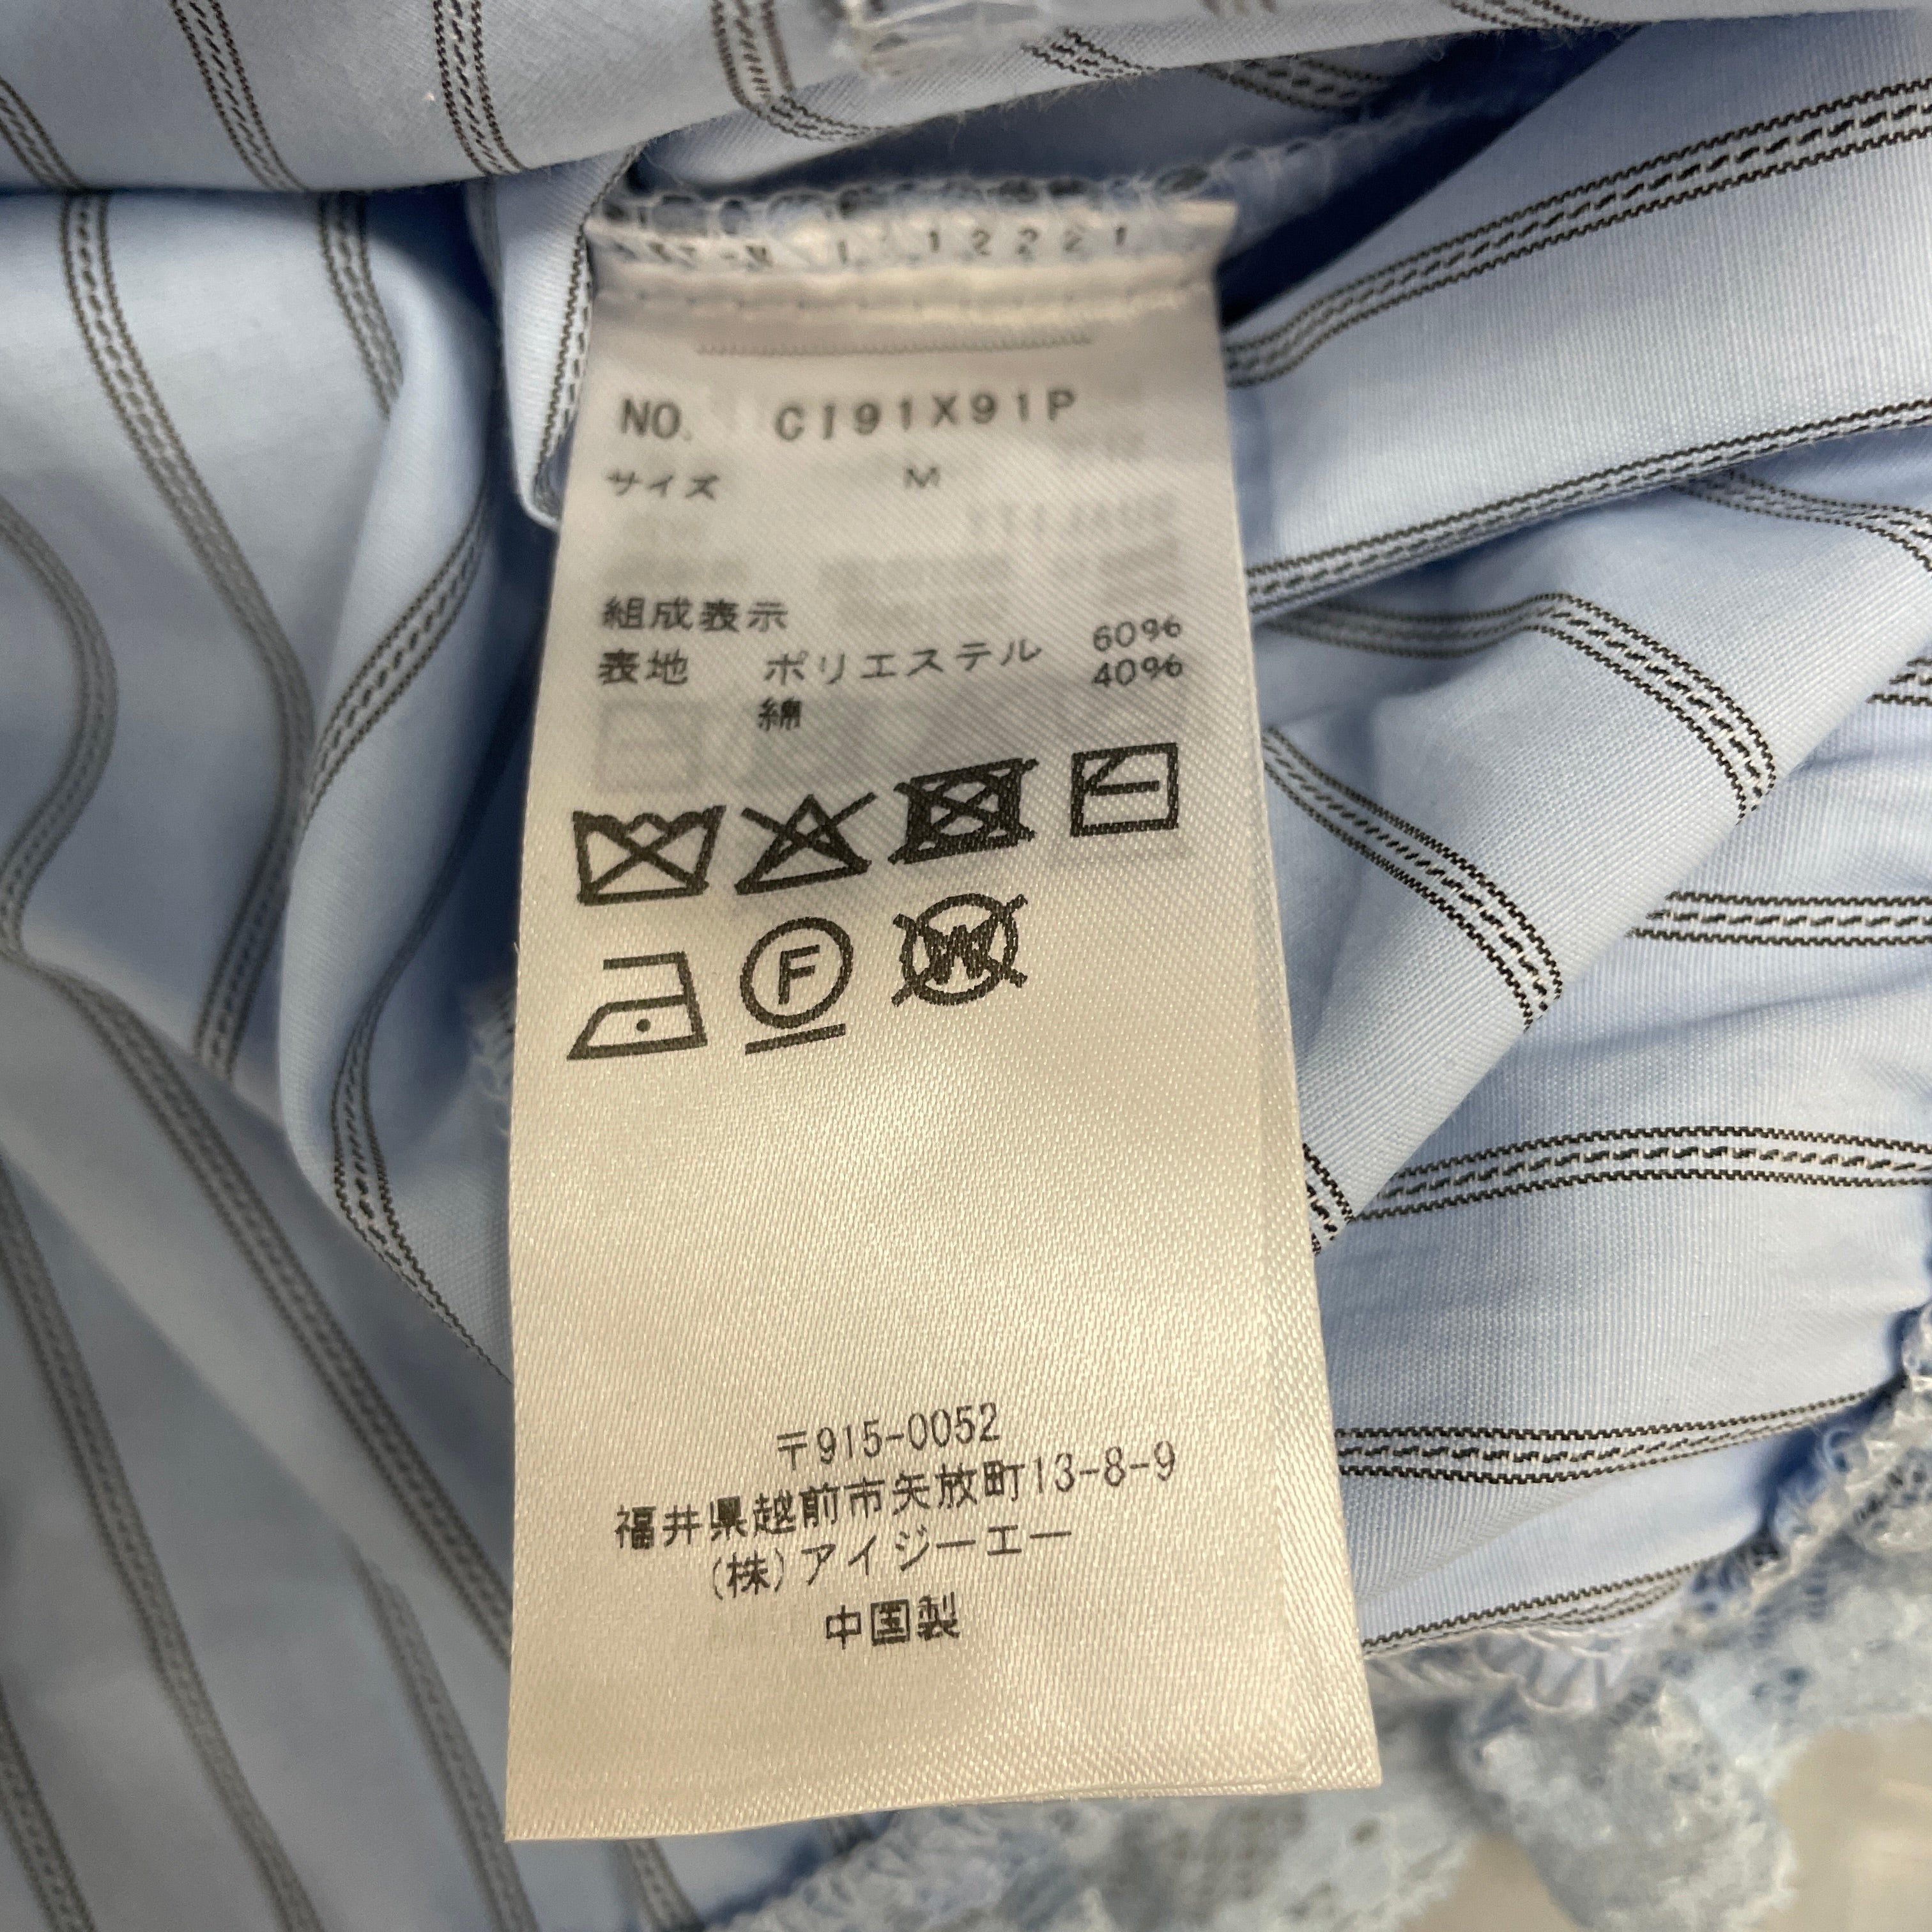 12221
NO. CI91X91P
サイズ M
組成表示
表地 ポリエステル 60%
綿 40%
F
W
〒915-0052
福井県越前市矢放町13-8-9
(株)アイジーエー
中国製